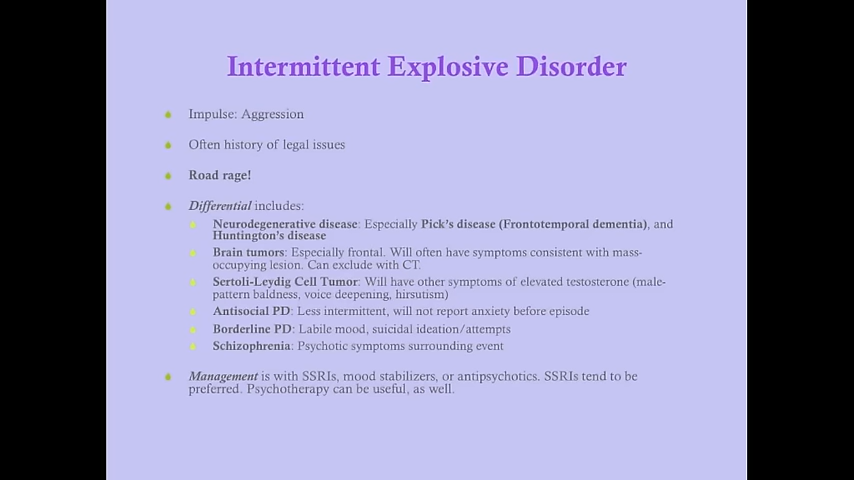 Intermittent Explosive Disorder
Impulse: Aggression
Often history of legal issues
Road rage!
Differential includes:
Neurodegenerative disease: Especially Pick's disease (Frontotemporal dementia), and
Huntington's disease
Brain tumors: Especially frontal. Will often have symptoms consistent with mass-
occupying lesion. Can exclude with CT.
Sertoli-Leydig Cell Tumor: Will have other symptoms of elevated testosterone (male-
pattern baldness, voice deepening, hirsutism)
Antisocial PD: Less intermittent, will not report anxiety before episode
Borderline PD: Labile mood, suicidal ideation/attempts
Schizophrenia: Psychotic symptoms surrounding event
Management is with SSRIs, mood stabilizers, or antipsychotics. SSRIs tend to be
preferred. Psychotherapy can be useful, as well.